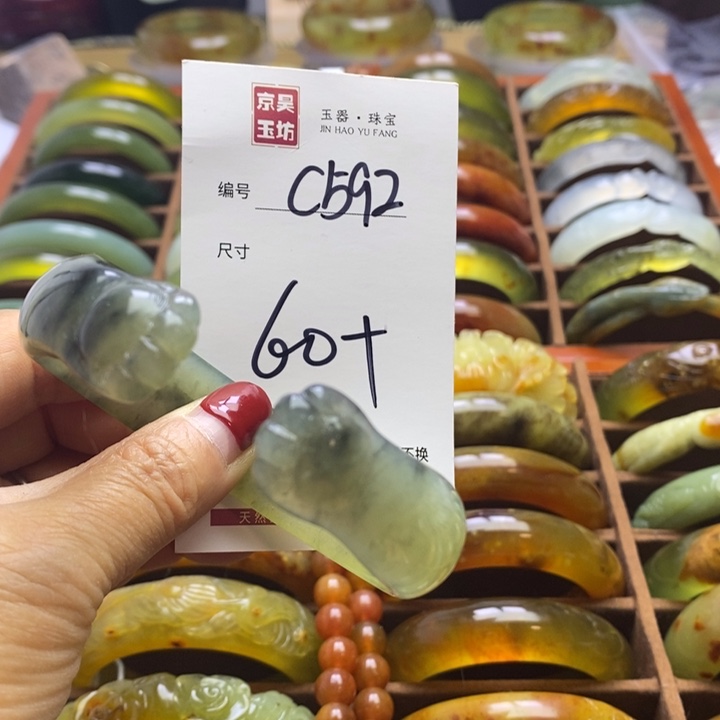 京昊
玉坊
玉器·珠宝
JIN HAO YU FANG
编号 C592
尺寸
60+
不换
天然